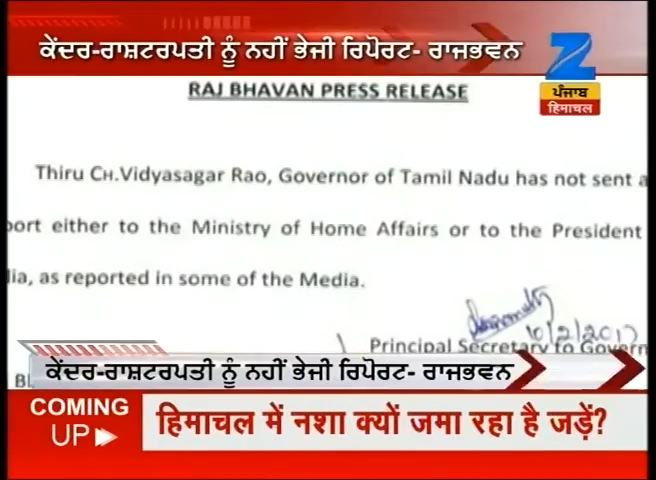 ਕੇਂਦਰ-ਰਾਸ਼ਟਰਪਤੀ ਨੂੰ ਨਹੀਂ ਭੇਜੀ ਰਿਪੋਰਟ- ਰਾਜਭਵਨ
ਪੰਜਾਬ
हिमाचल
RAJ BHAVAN PRESS RELEASE
Thiru CH.Vidyasagar Rao, Governor of Tamil Nadu has not sent a
port either to the Ministry of Home Affairs or to the President
dia, as reported in some of the Media.
10/2/2017
Principal Secretary to Govern
ਕੇਂਦਰ-ਰਾਸ਼ਟਰਪਤੀ ਨੂੰ ਨਹੀਂ ਭੇਜੀ ਰਿਪੋਰਟ- ਰਾਜਭਵਨ
COMING
UP
हिमाचल में नशा क्यों जमा रहा है जड़ें?